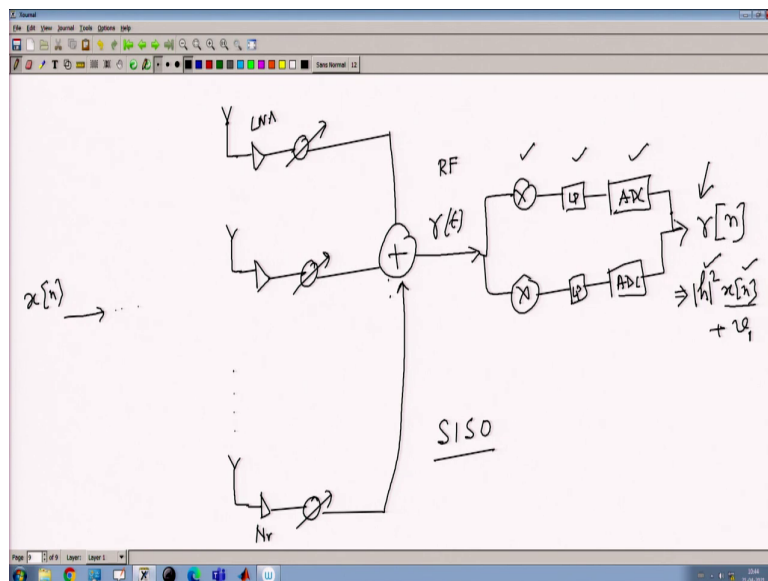 Journal
File Edit View Journal Tools Options Help
Sans Normal 12
LNA
RF
r(t)
X
LP
ADC
r[n]
+
X
LP
ADC
⇒ |h|² x[n]
+ v₁
x[n]
SISO
Nr
Page 9 of 9 Layer: Layer 1